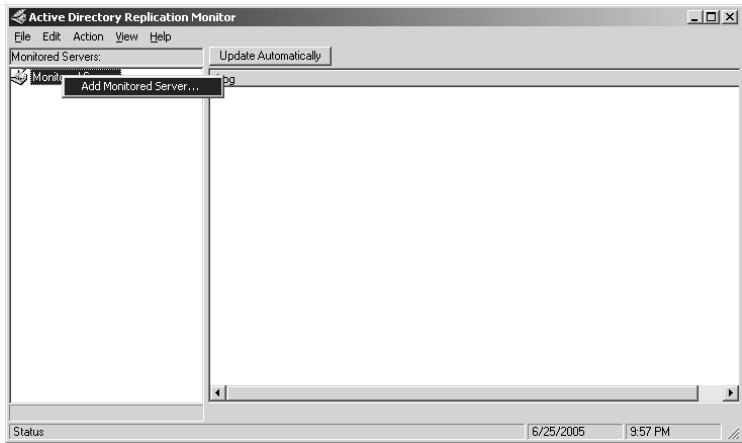 Active Directory Replication Monitor
File Edit Action View Help
Monitored Servers:
Update Automatically
Add Monitored Server...
Status
6/25/2005
9:57 PM